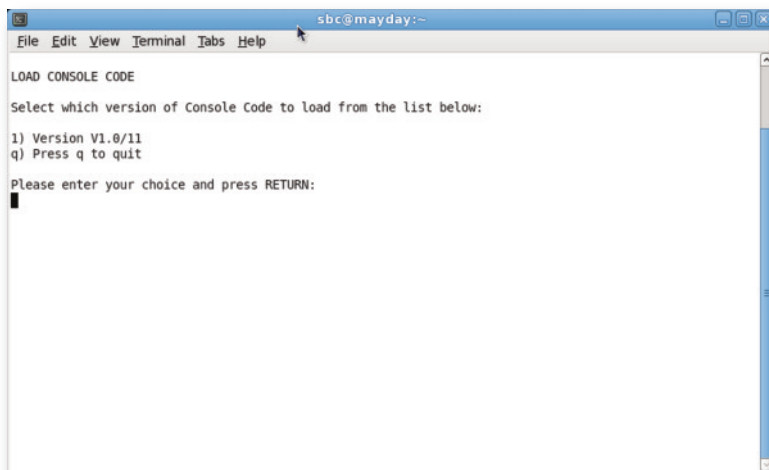 sbc@mayday:~
File Edit View Terminal Tabs Help
LOAD CONSOLE CODE
Select which version of Console Code to load from the list below:
1) Version V1.0/11
q) Press q to quit
Please enter your choice and press RETURN: